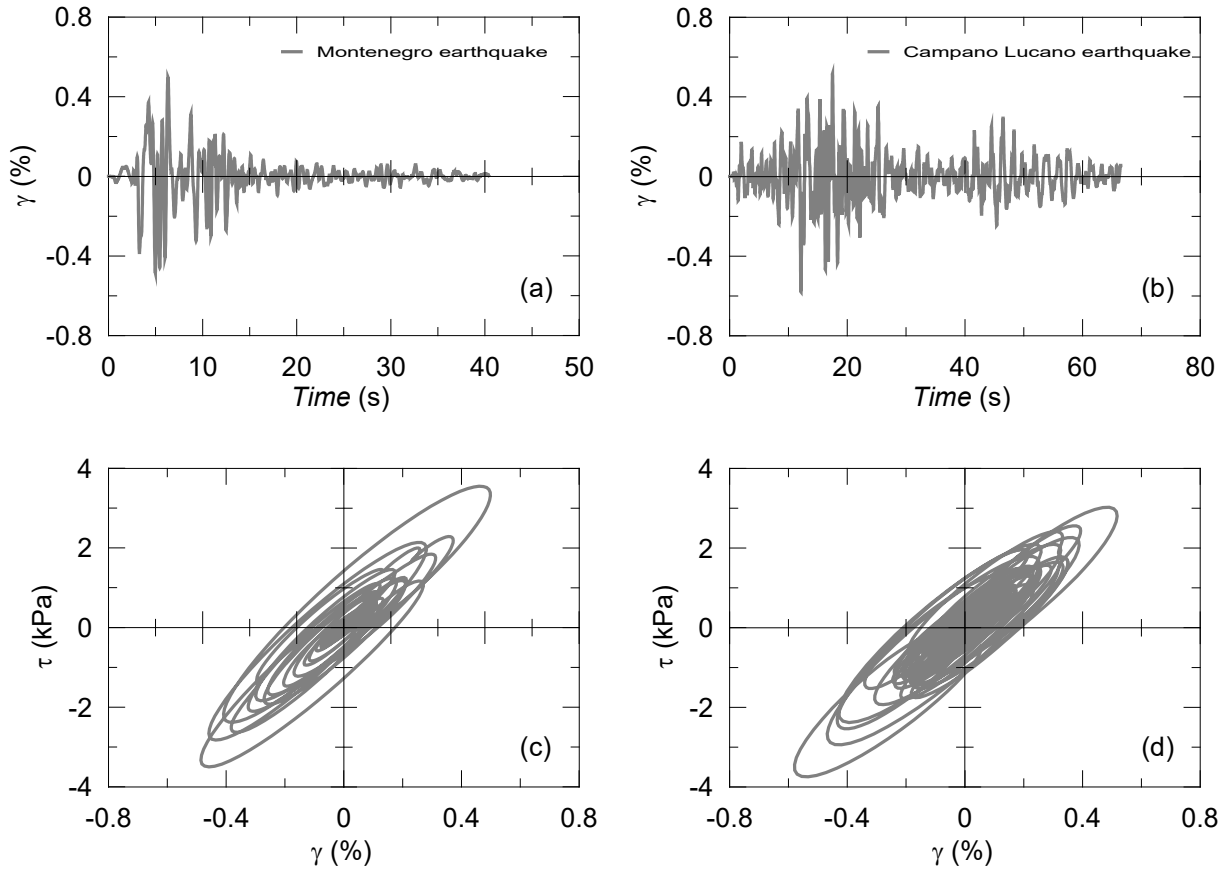 0.8
0.4
0
-0.4
-0.8
γ (%)
Montenegro earthquake
(a)
0 10 20 30 40 50
Time (s)
0.8
0.4
0
-0.4
-0.8
γ (%)
Campano Lucano earthquake
(b)
0 20 40 60 80
Time (s)
4
2
0
-2
-4
τ (kPa)
(c)
-0.8 -0.4 0 0.4 0.8
γ (%)
4
2
0
-2
-4
τ (kPa)
(d)
-0.8 -0.4 0 0.4 0.8
γ (%)